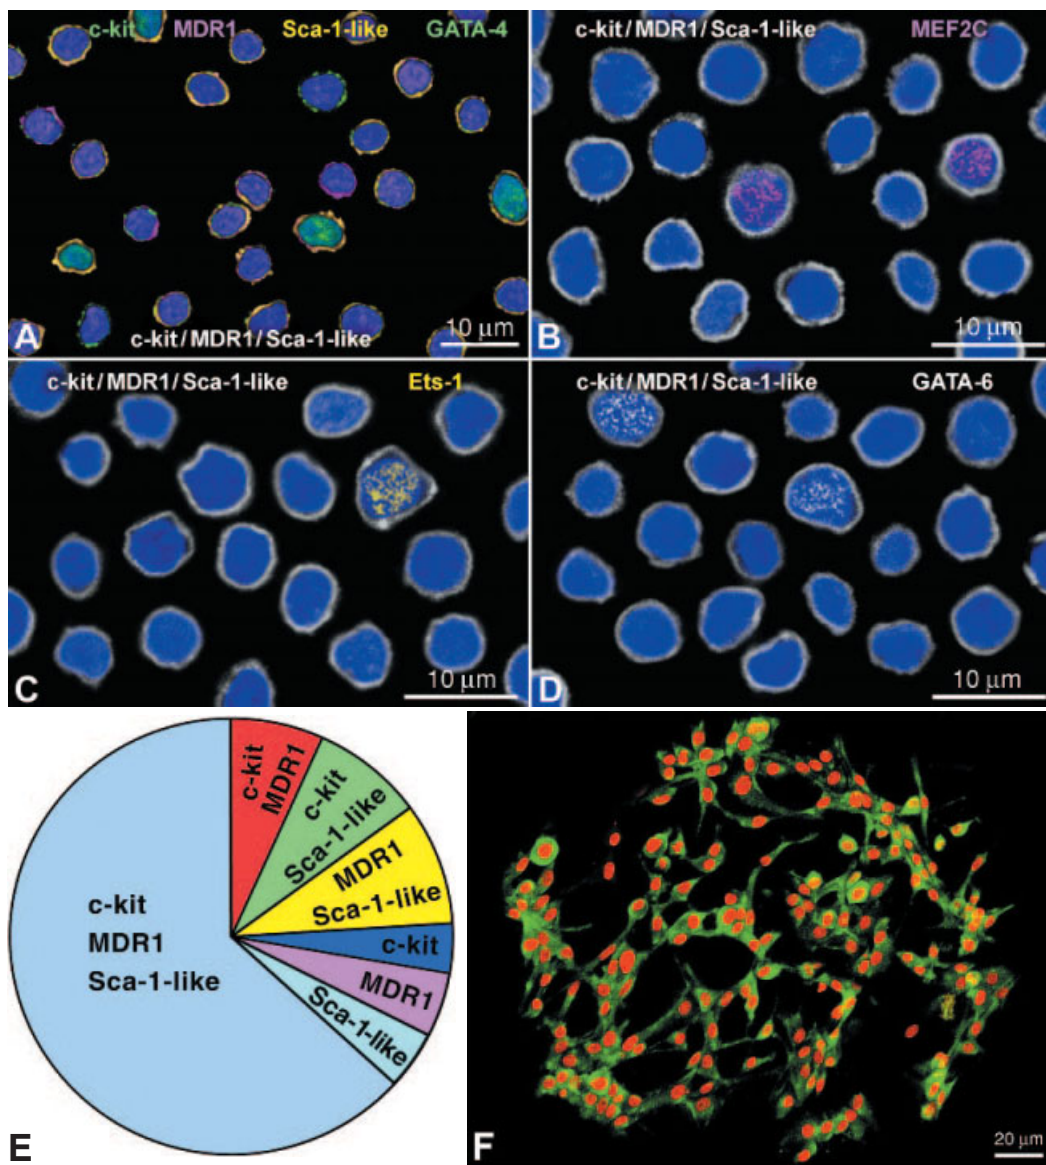 c-kit MDR1 Sca-1-like GATA-4
A
c-kit/MDR1/Sca-1-like
10 μm
c-kit/MDR1/Sca-1-like MEF2C
B
10 μm
c-kit/MDR1/Sca-1-like Ets-1
C
10 μm
c-kit/MDR1/Sca-1-like GATA-6
D
10 μm
c-kit
MDR1
c-kit
Sca-1-like
MDR1
Sca-1-like
c-kit
MDR1
Sca-1-like
c-kit
MDR1
Sca-1-like
E
F
20 μm